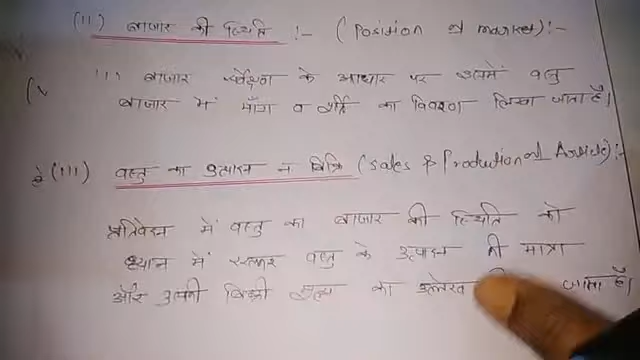 (ii) बाजार की स्थिति :- ( Position of market):-
बाजार सर्वेक्षण के आधार पर उसमें वस्तु
बाजार में माँग व पूर्ति का विवरण लिखा जाता है।
(iii) वस्तु का उत्पादन व बिक्रि (Sales & Production of Article):-
प्रतिवेदन में वस्तु का बाजार की स्थिति को
ध्यान में रखकर वस्तु के उत्पादन की मात्रा
और उसकी बिक्री मूल्य का उल्लेख जाता है।